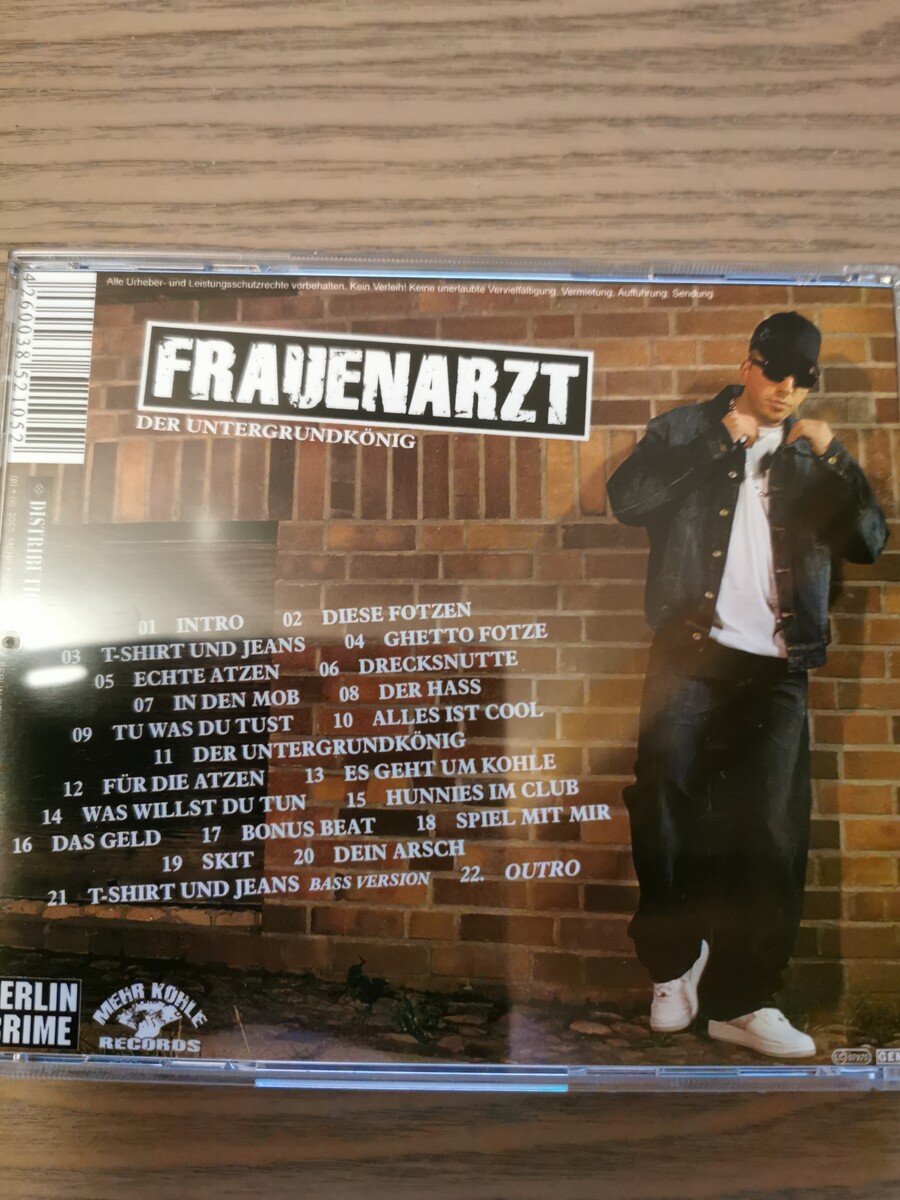 Alle Urheber- und Leistungsschutzrechte vorbehalten. Kein Verleih! Keine unerlaubte Vervielfältigung, Vermietung, Aufführung, Sendung.
4260038521052
FRAUENARZT
DER UNTERGRUNDKÖNIG
01 INTRO 02 DIESE FOTZEN
03 T-SHIRT UND JEANS 04 GHETTO FOTZE
05 ECHTE ATZEN 06 DRECKSNUTTE
07 IN DEN MOB 08 DER HASS
09 TU WAS DU TUST 10 ALLES IST COOL
11 DER UNTERGRUNDKÖNIG
12 FÜR DIE ATZEN 13 ES GEHT UM KOHLE
14 WAS WILLST DU TUN 15 HUNNIES IM CLUB
16 DAS GELD 17 BONUS BEAT 18 SPIEL MIT MIR
19 SKIT 20 DEIN ARSCH
21 T-SHIRT UND JEANS BASS VERSION 22. OUTRO
ERLIN
CRIME
MEHR KOHLE
RECORDS